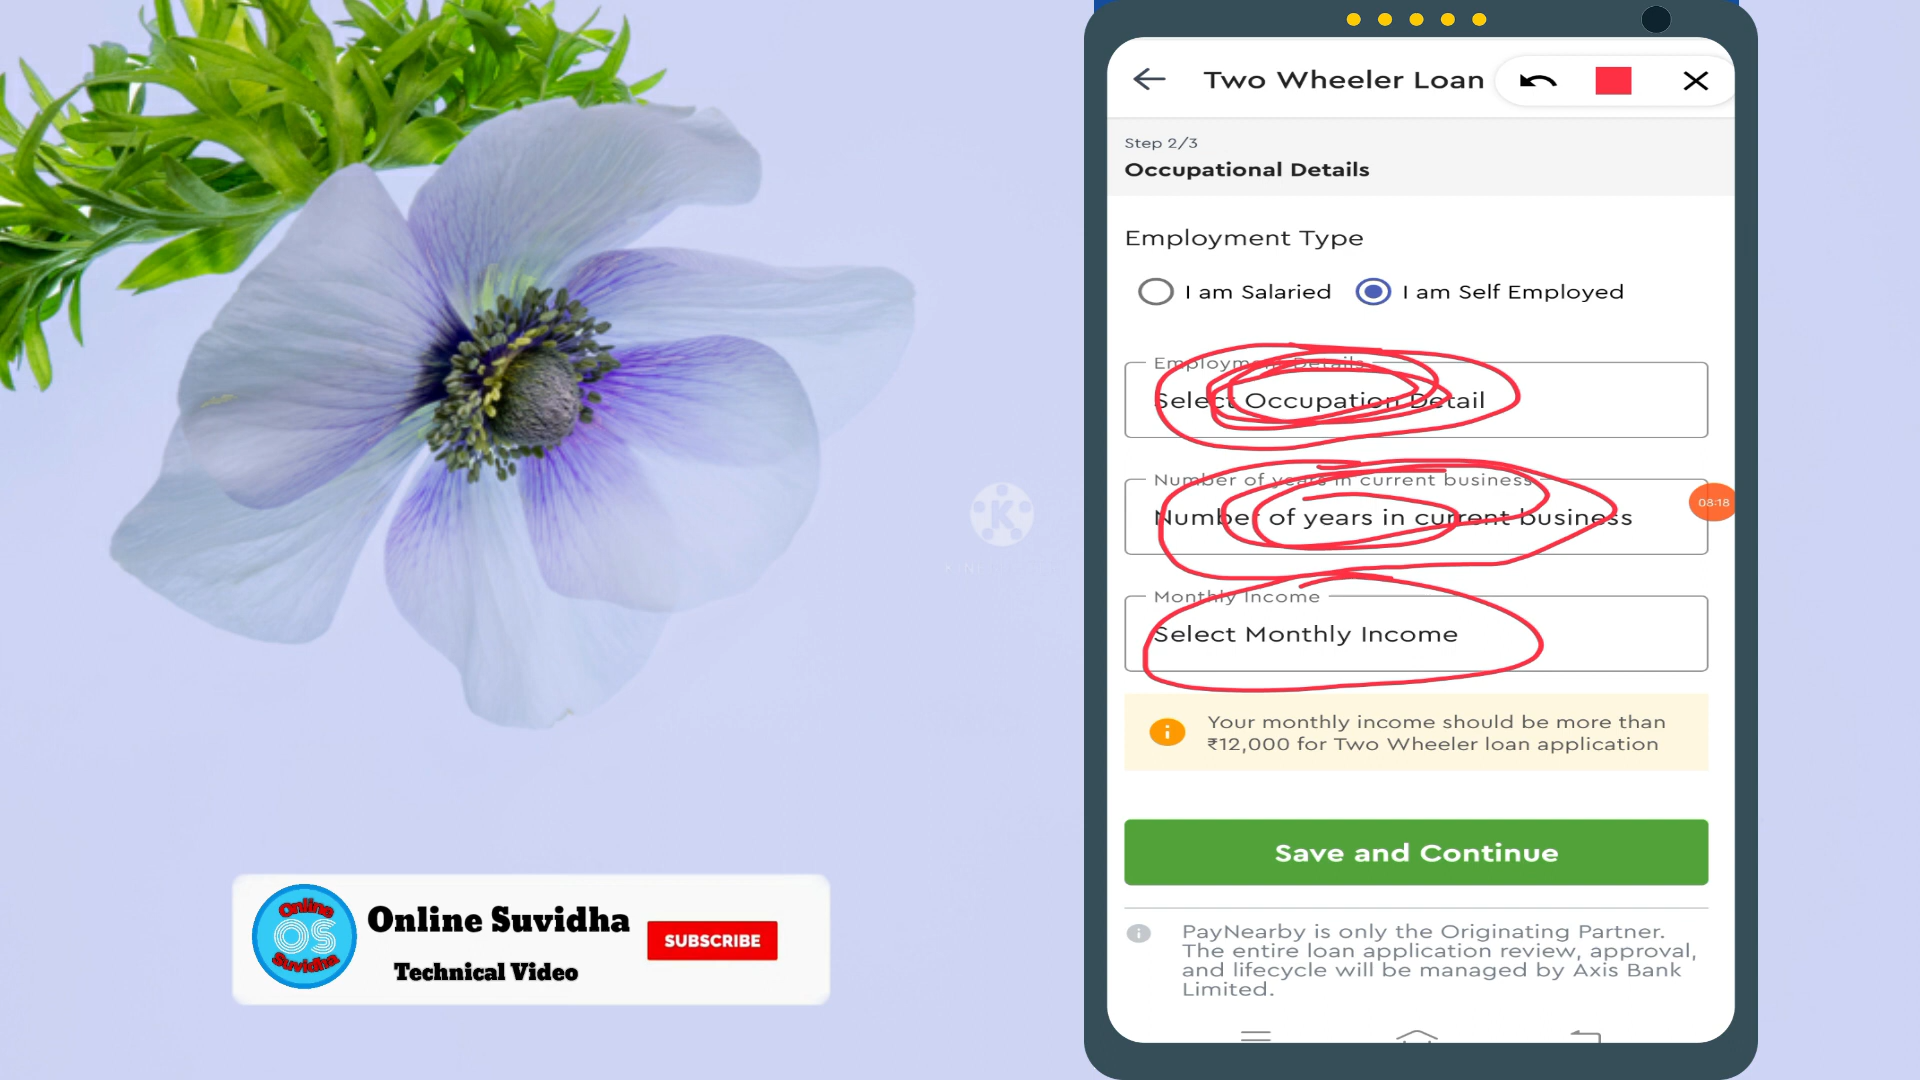 Two Wheeler Loan
Step 2/3
Occupational Details
Employment Type
I am Salaried
I am Self Employed
Employment Details
Select Occupation Detail
Number of years in current business
Number of years in current business
08:18
Monthly Income
Select Monthly Income
Your monthly income should be more than
₹12,000 for Two Wheeler loan application
Save and Continue
PayNearby is only the Originating Partner.
The entire loan application review, approval,
and lifecycle will be managed by Axis Bank
Limited.
K
Online
OS
Suvidha
Online Suvidha
Technical Video
SUBSCRIBE